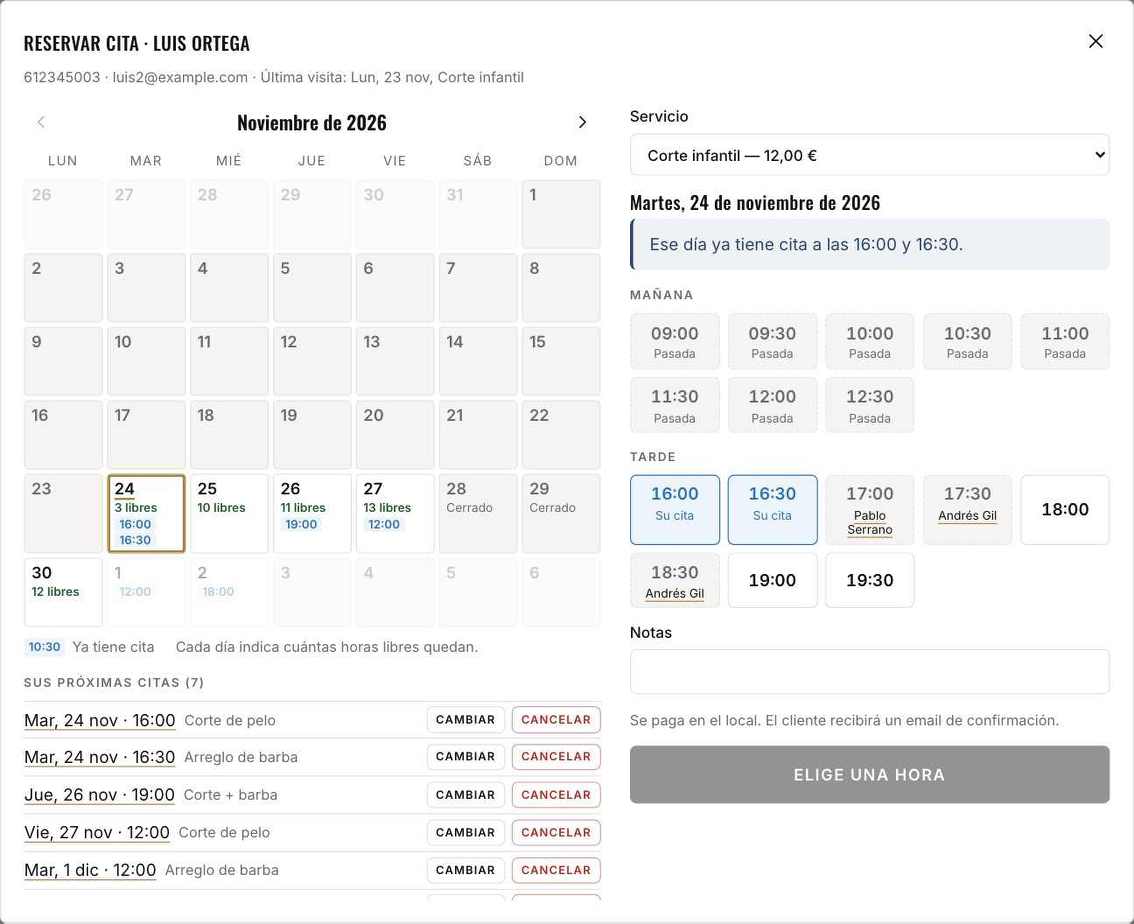 RESERVAR CITA · LUIS ORTEGA
612345003 · luis2@example.com · Última visita: Lun, 23 nov, Corte infantil
Noviembre de 2026
LUN MAR MIÉ JUE VIE SÁB DOM
26 27 28 29 30 31 1
2 3 4 5 6 7 8
9 10 11 12 13 14 15
16 17 18 19 20 21 22
23 24 25 26 27 28 29
3 libres 10 libres 11 libres 13 libres Cerrado Cerrado
16:00 19:00 12:00
16:30
30 1 2 3 4 5 6
12 libres 12:00 18:00
10:30 Ya tiene cita Cada día indica cuántas horas libres quedan.
SUS PRÓXIMAS CITAS (7)
Mar, 24 nov · 16:00 Corte de pelo CAMBIAR CANCELAR
Mar, 24 nov · 16:30 Arreglo de barba CAMBIAR CANCELAR
Jue, 26 nov · 19:00 Corte + barba CAMBIAR CANCELAR
Vie, 27 nov · 12:00 Corte de pelo CAMBIAR CANCELAR
Mar, 1 dic · 12:00 Arreglo de barba CAMBIAR CANCELAR
Servicio
Corte infantil — 12,00 €
Martes, 24 de noviembre de 2026
Ese día ya tiene cita a las 16:00 y 16:30.
MAÑANA
09:00 09:30 10:00 10:30 11:00
Pasada Pasada Pasada Pasada Pasada
11:30 12:00 12:30
Pasada Pasada Pasada
TARDE
16:00 16:30 17:00 17:30 18:00
Su cita Su cita Pablo Serrano Andrés Gil
18:30 19:00 19:30
Andrés Gil
Notas
Se paga en el local. El cliente recibirá un email de confirmación.
ELIGE UNA HORA